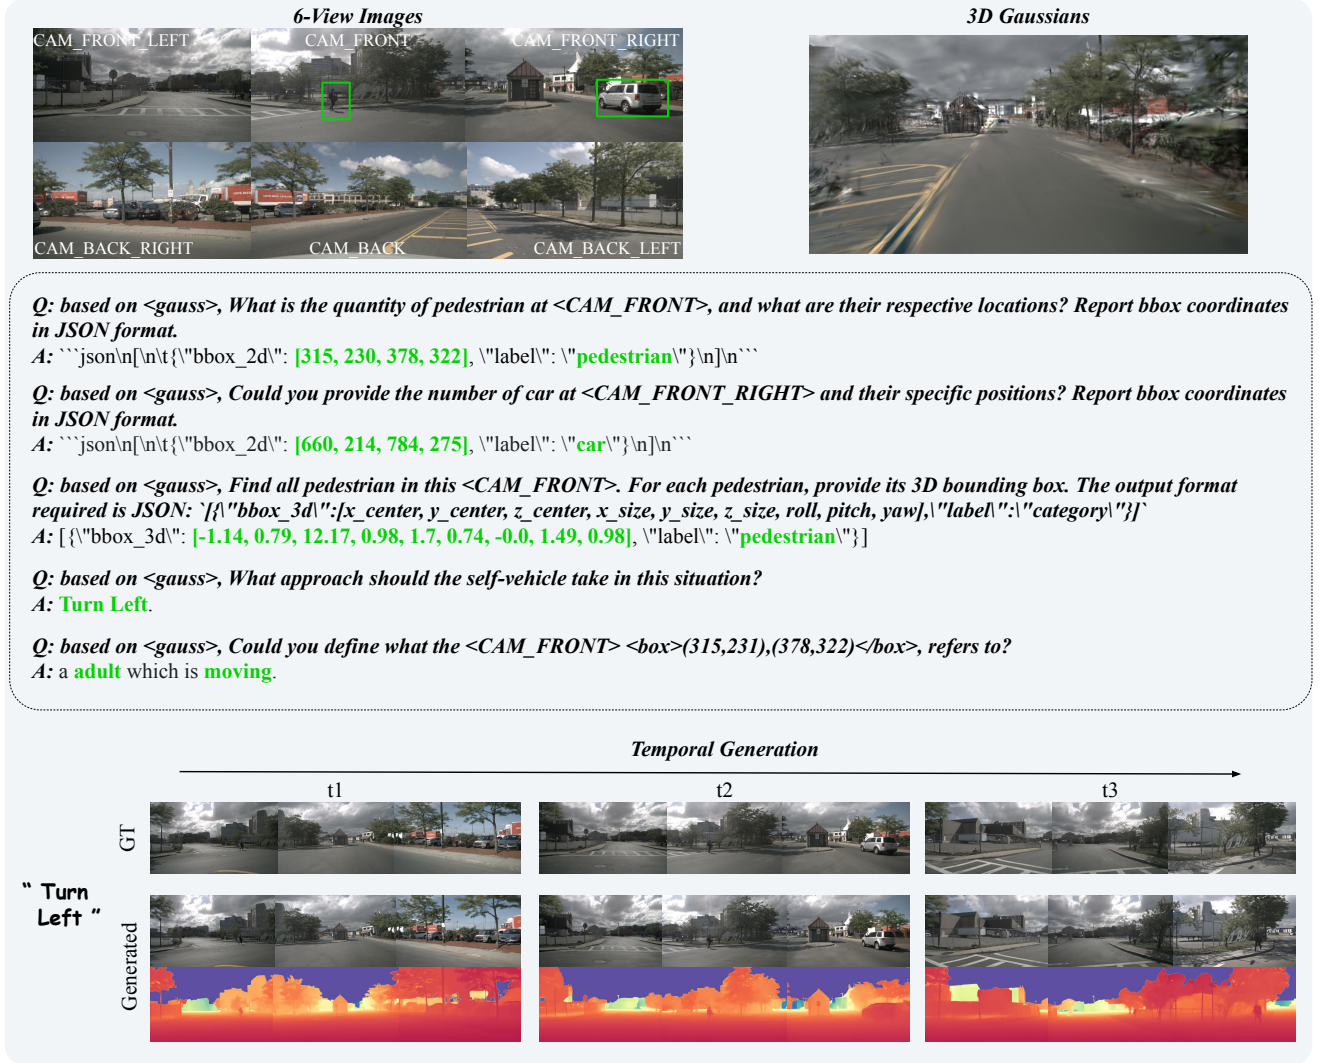 6-View Images
3D Gaussians
CAM_FRONT_LEFT
CAM_FRONT
CAM_FRONT_RIGHT
CAM_BACK_RIGHT
CAM_BACK
CAM_BACK_LEFT
Q: based on <gauss>, What is the quantity of pedestrian at <CAM_FRONT>, and what are their respective locations? Report bbox coordinates
in JSON format.
A: ```json\n[\n\t{\"bbox_2d\": [315, 230, 378, 322], \"label\": \"pedestrian\"}\n]\n```
Q: based on <gauss>, Could you provide the number of car at <CAM_FRONT_RIGHT> and their specific positions? Report bbox coordinates
in JSON format.
A: ```json\n[\n\t{\"bbox_2d\": [660, 214, 784, 275], \"label\": \"car\"}\n]\n```
Q: based on <gauss>, Find all pedestrian in this <CAM_FRONT>. For each pedestrian, provide its 3D bounding box. The output format
required is JSON: `[{\"bbox_3d\":[x_center, y_center, z_center, x_size, y_size, z_size, roll, pitch, yaw],\"label\":\"category\"}]`
A: [{\"bbox_3d\": [-1.14, 0.79, 12.17, 0.98, 1.7, 0.74, -0.0, 1.49, 0.98], \"label\": \"pedestrian\"}]
Q: based on <gauss>, What approach should the self-vehicle take in this situation?
A: Turn Left.
Q: based on <gauss>, Could you define what the <CAM_FRONT> <box>(315,231),(378,322)</box>, refers to?
A: a adult which is moving.
Temporal Generation
t1
t2
t3
GT
“ Turn
Left ”
Generated